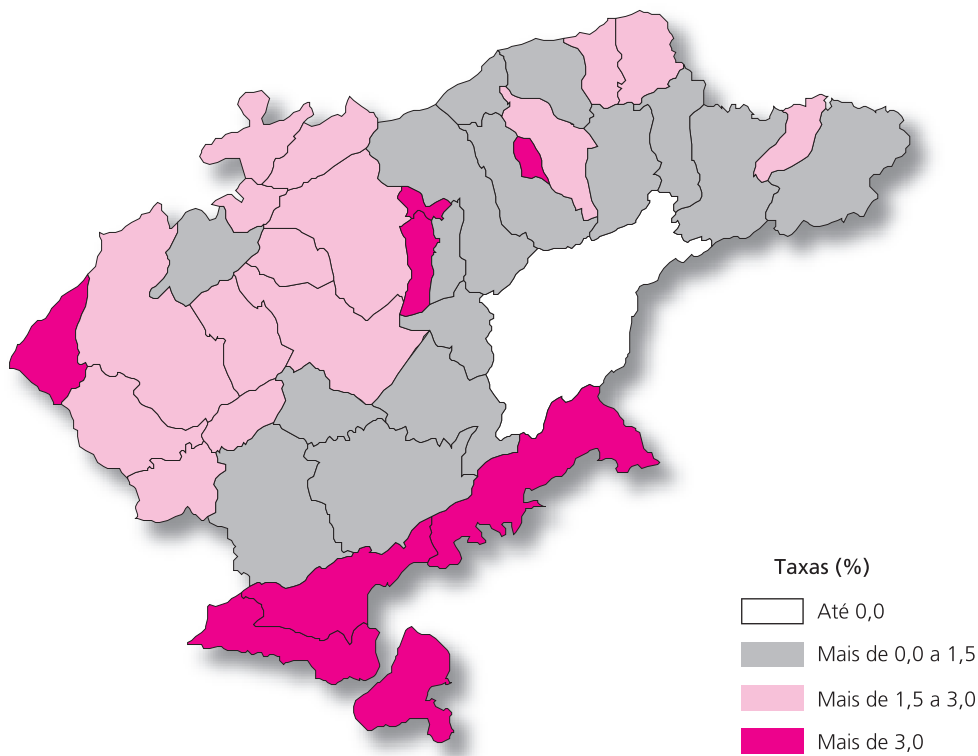 Taxas (%)
Até 0,0
Mais de 0,0 a 1,5
Mais de 1,5 a 3,0
Mais de 3,0